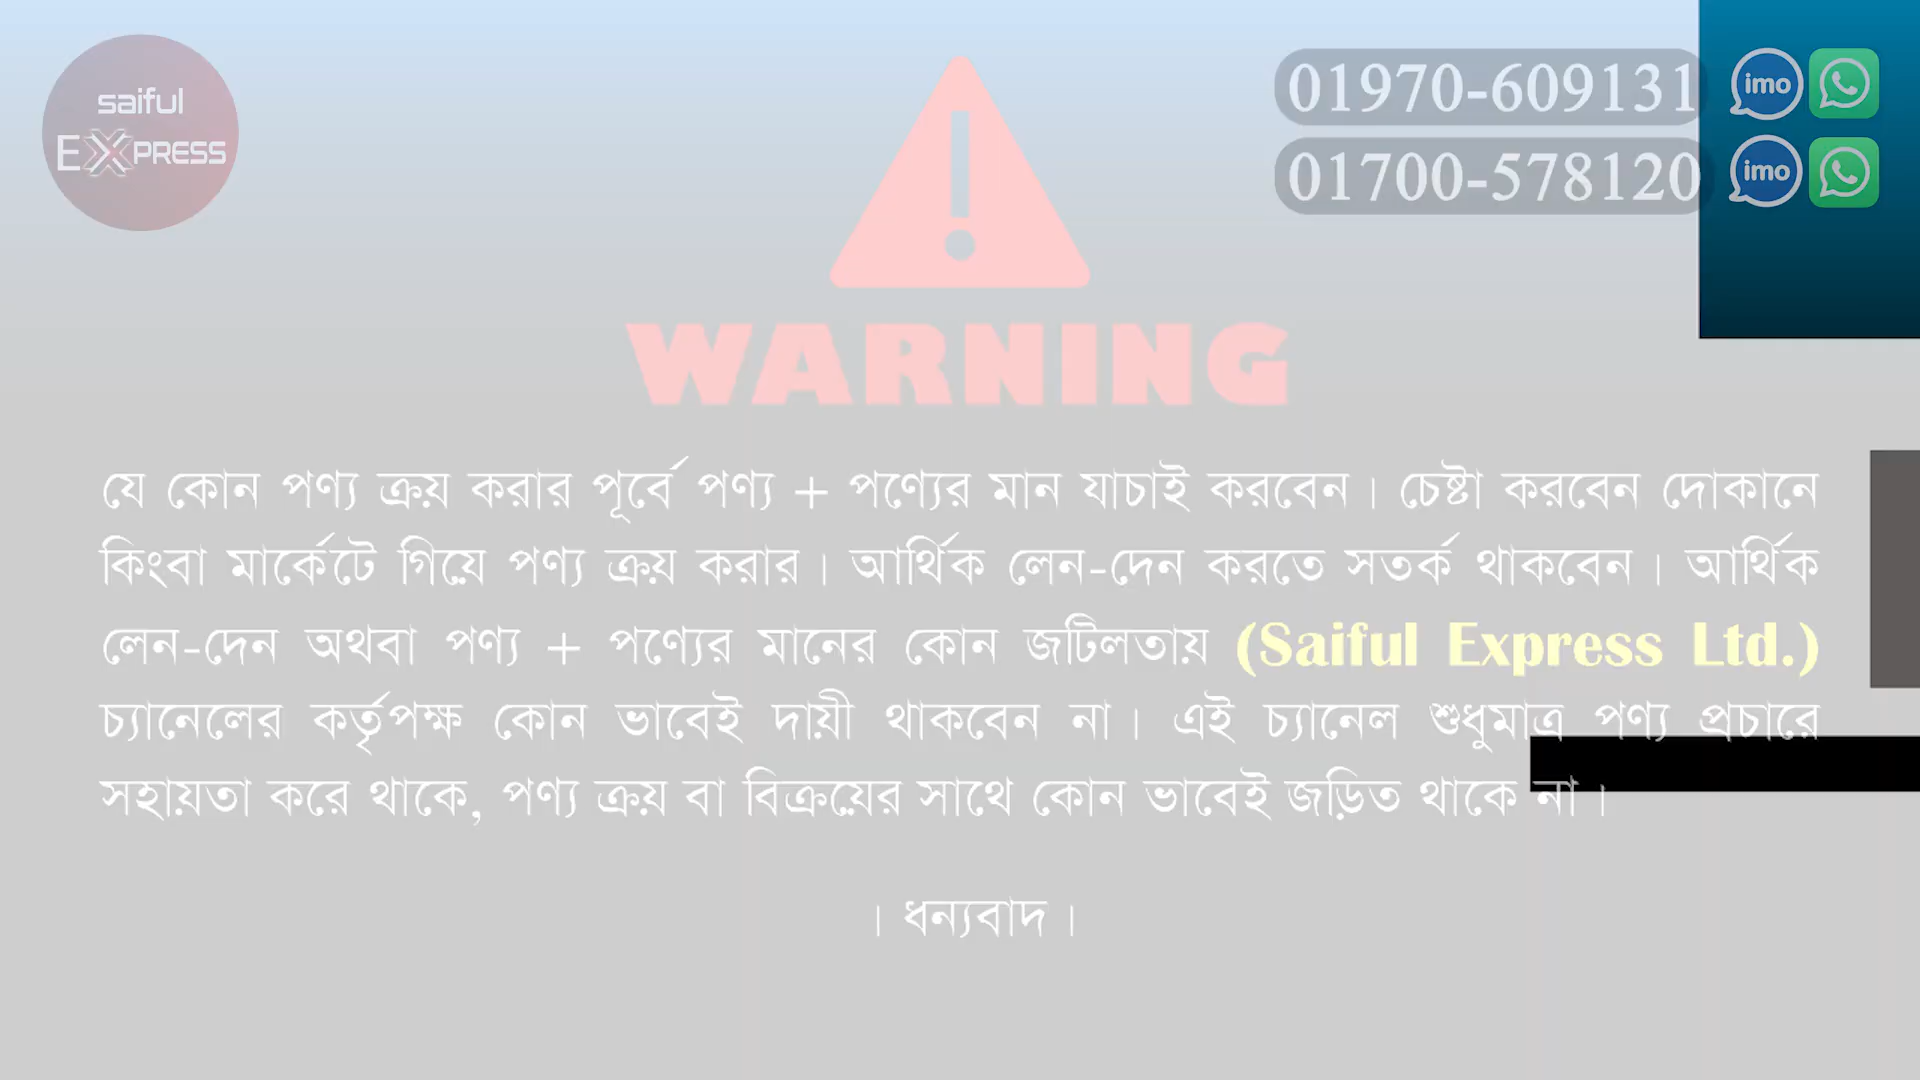 saiful
EXPRESS
01970-609131 imo
01700-578120 imo
WARNING
যে কোন পণ্য ক্রয় করার পূর্বে পণ্য + পণ্যের মান যাচাই করবেন। চেষ্টা করবেন দোকানে
কিংবা মার্কেটে গিয়ে পণ্য ক্রয় করার। আর্থিক লেন-দেন করতে সতর্ক থাকবেন। আর্থিক
লেন-দেন অথবা পণ্য + পণ্যের মানের কোন জটিলতায় (Saiful Express Ltd.)
চ্যানেলের কর্তৃপক্ষ কোন ভাবেই দায়ী থাকবেন না। এই চ্যানেল শুধুমাত্র পণ্য প্রচারে
সহায়তা করে থাকে, পণ্য ক্রয় বা বিক্রয়ের সাথে কোন ভাবেই জড়িত থাকে না।
। ধন্যবাদ ।